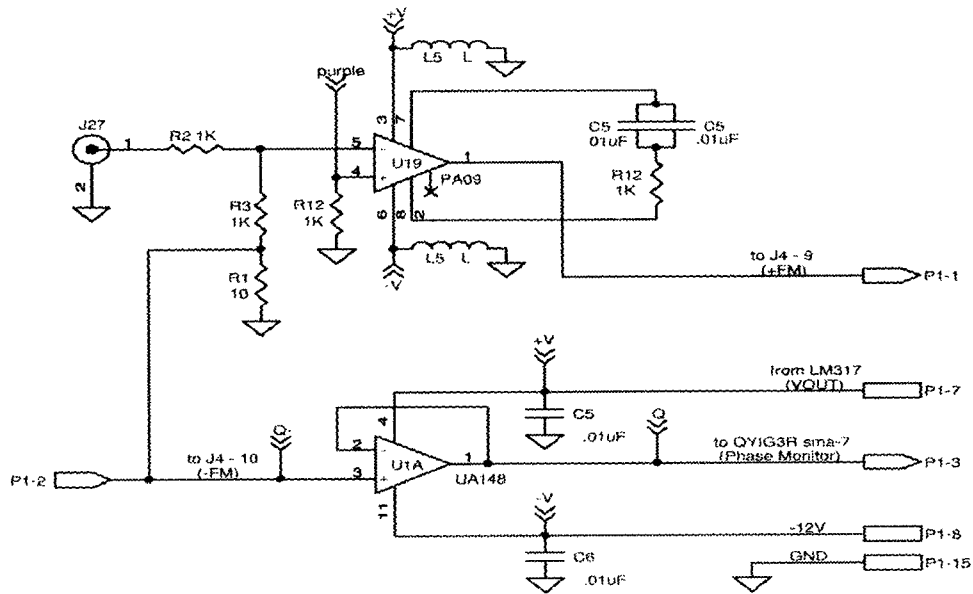 +V
L5 L
purple
J27
1
2
R2 1K
3
7
5
4
U19
1
PA09
6
8
2
C5
01uF
C5
.01uF
R12
1K
R3
1K
R12
1K
L5 L
-V
R1
10
to J4 - 9
(+FM)
P1-1
+V
from LM317
(VOUT)
P1-7
C5
.01uF
4
2
3
U1A
1
UA148
11
Q
Q
to J4 - 10
(-FM)
P1-2
to QYIG3R sma-7
(Phase Monitor)
P1-3
-V
-12V
P1-8
C6
.01uF
GND
P1-15